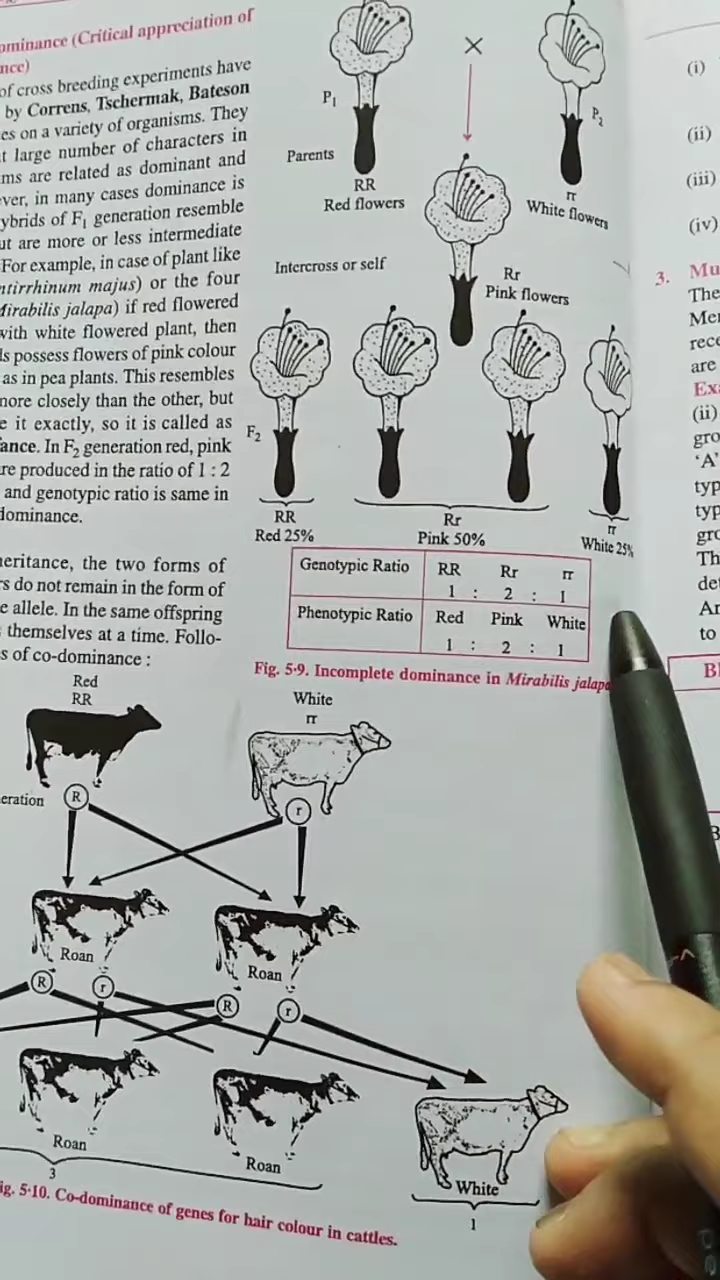 ominance (Critical appreciation of
nce)
of cross breeding experiments have
by Correns, Tschermak, Bateson
es on a variety of organisms. They
t large number of characters in
ms are related as dominant and
ver, in many cases dominance is
ybrids of F1 generation resemble
ut are more or less intermediate
For example, in case of plant like
ntirrhinum majus) or the four
Mirabilis jalapa) if red flowered
with white flowered plant, then
ds possess flowers of pink colour
as in pea plants. This resembles
more closely than the other, but
e it exactly, so it is called as
ance. In F2 generation red, pink
re produced in the ratio of 1 : 2
and genotypic ratio is same in
dominance.
heritance, the two forms of
rs do not remain in the form of
e allele. In the same offspring
themselves at a time. Follo-
s of co-dominance :
P1
×
P2
Parents
RR
Red flowers
rr
White flowers
Intercross or self
Rr
Pink flowers
F2
RR
Red 25%
Rr
Pink 50%
rr
White 25%
Genotypic Ratio RR Rr rr
1 : 2 : 1
Phenotypic Ratio Red Pink White
1 : 2 : 1
Fig. 5·9. Incomplete dominance in Mirabilis jalapa
Red
RR
White
rr
eration
R
r
Roan
Roan
R
r
R
r
Roan
Roan
White
3
1
ig. 5·10. Co-dominance of genes for hair colour in cattles.
(i)
(ii)
(iii)
(iv)
3. Mu
The
Men
rece
are
Exa
(ii)
gro
'A'
typ
typ
gro
Th
det
An
to
Bl